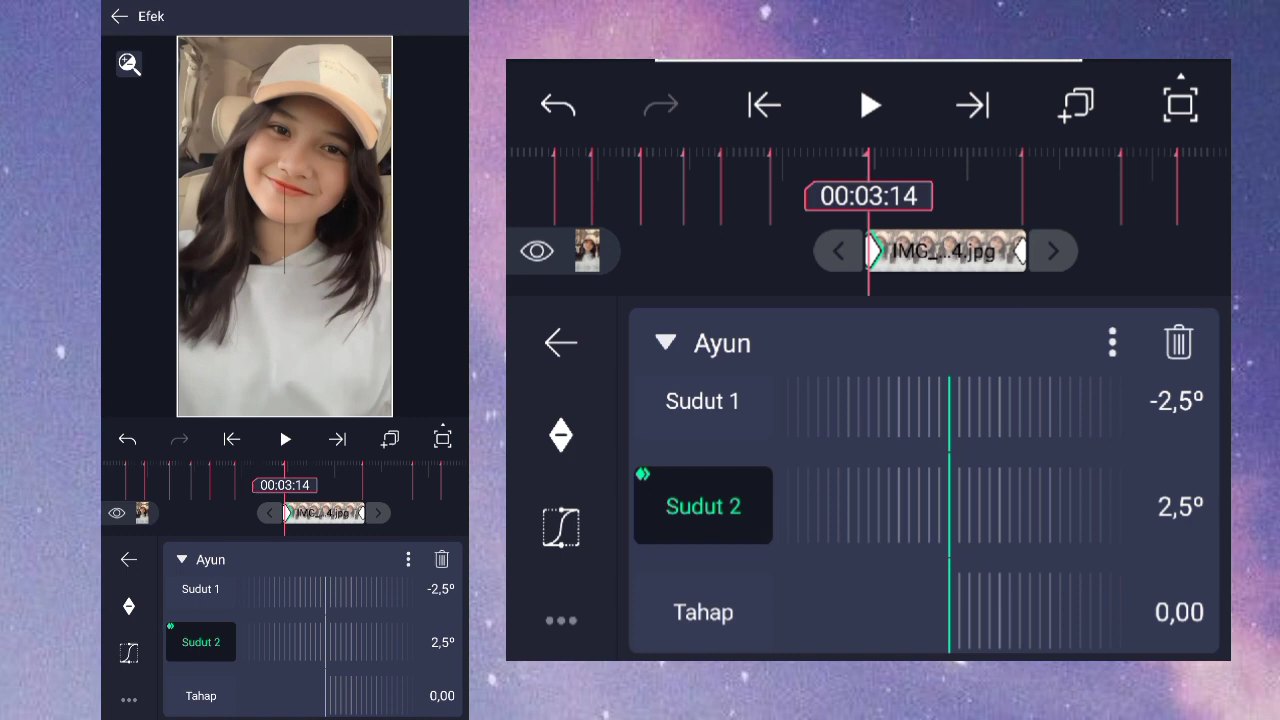 Efek
00:03:14
IMG_...4.jpg
Ayun
Sudut 1
-2,5º
Sudut 2
2,5º
Tahap
0,00
00:03:14
IMG_...4.jpg
Ayun
Sudut 1
-2,5º
Sudut 2
2,5º
Tahap
0,00